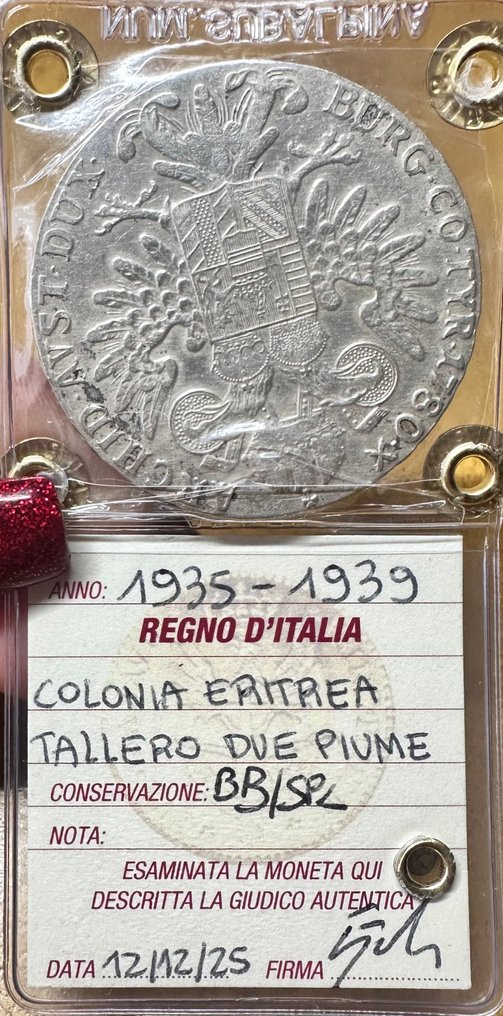 NUM. SUBALPINA
BURG·CO·TYR·1780·X
ARCHID·AVST·DUX·
ANNO: 1935-1939
REGNO D'ITALIA
COLONIA ERITREA
TALLERO DUE PIUME
CONSERVAZIONE: BB/SPL
NOTA:
ESAMINATA LA MONETA QUI
DESCRITTA LA GIUDICO AUTENTICA
DATA 12/12/25 FIRMA